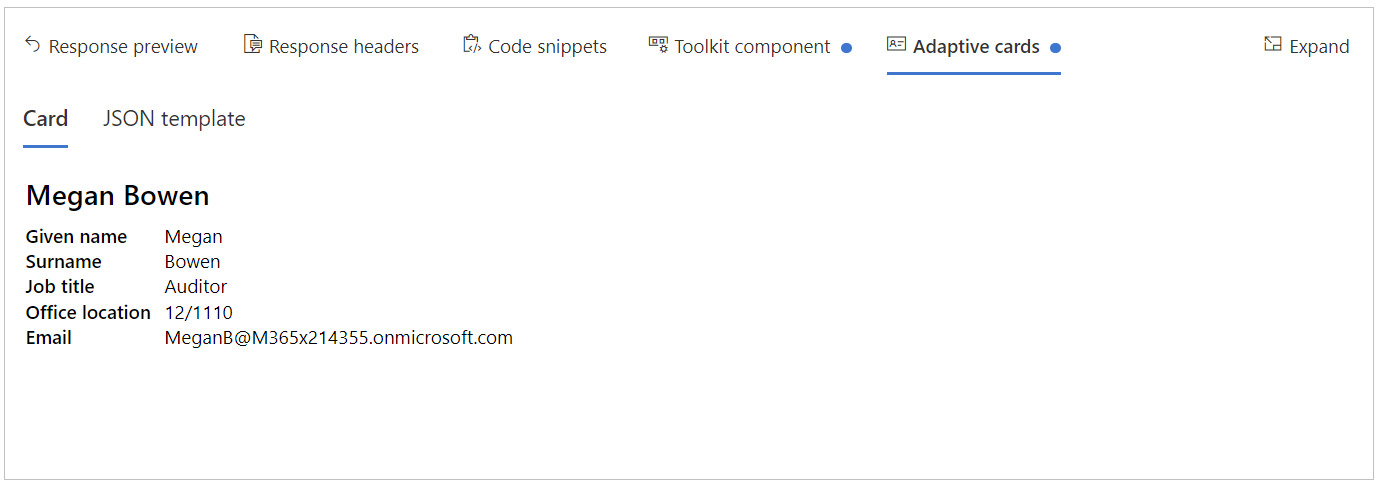 Response preview Response headers Code snippets Toolkit component Adaptive cards Expand
Card JSON template
Megan Bowen
Given name Megan
Surname Bowen
Job title Auditor
Office location 12/1110
Email MeganB@M365x214355.onmicrosoft.com